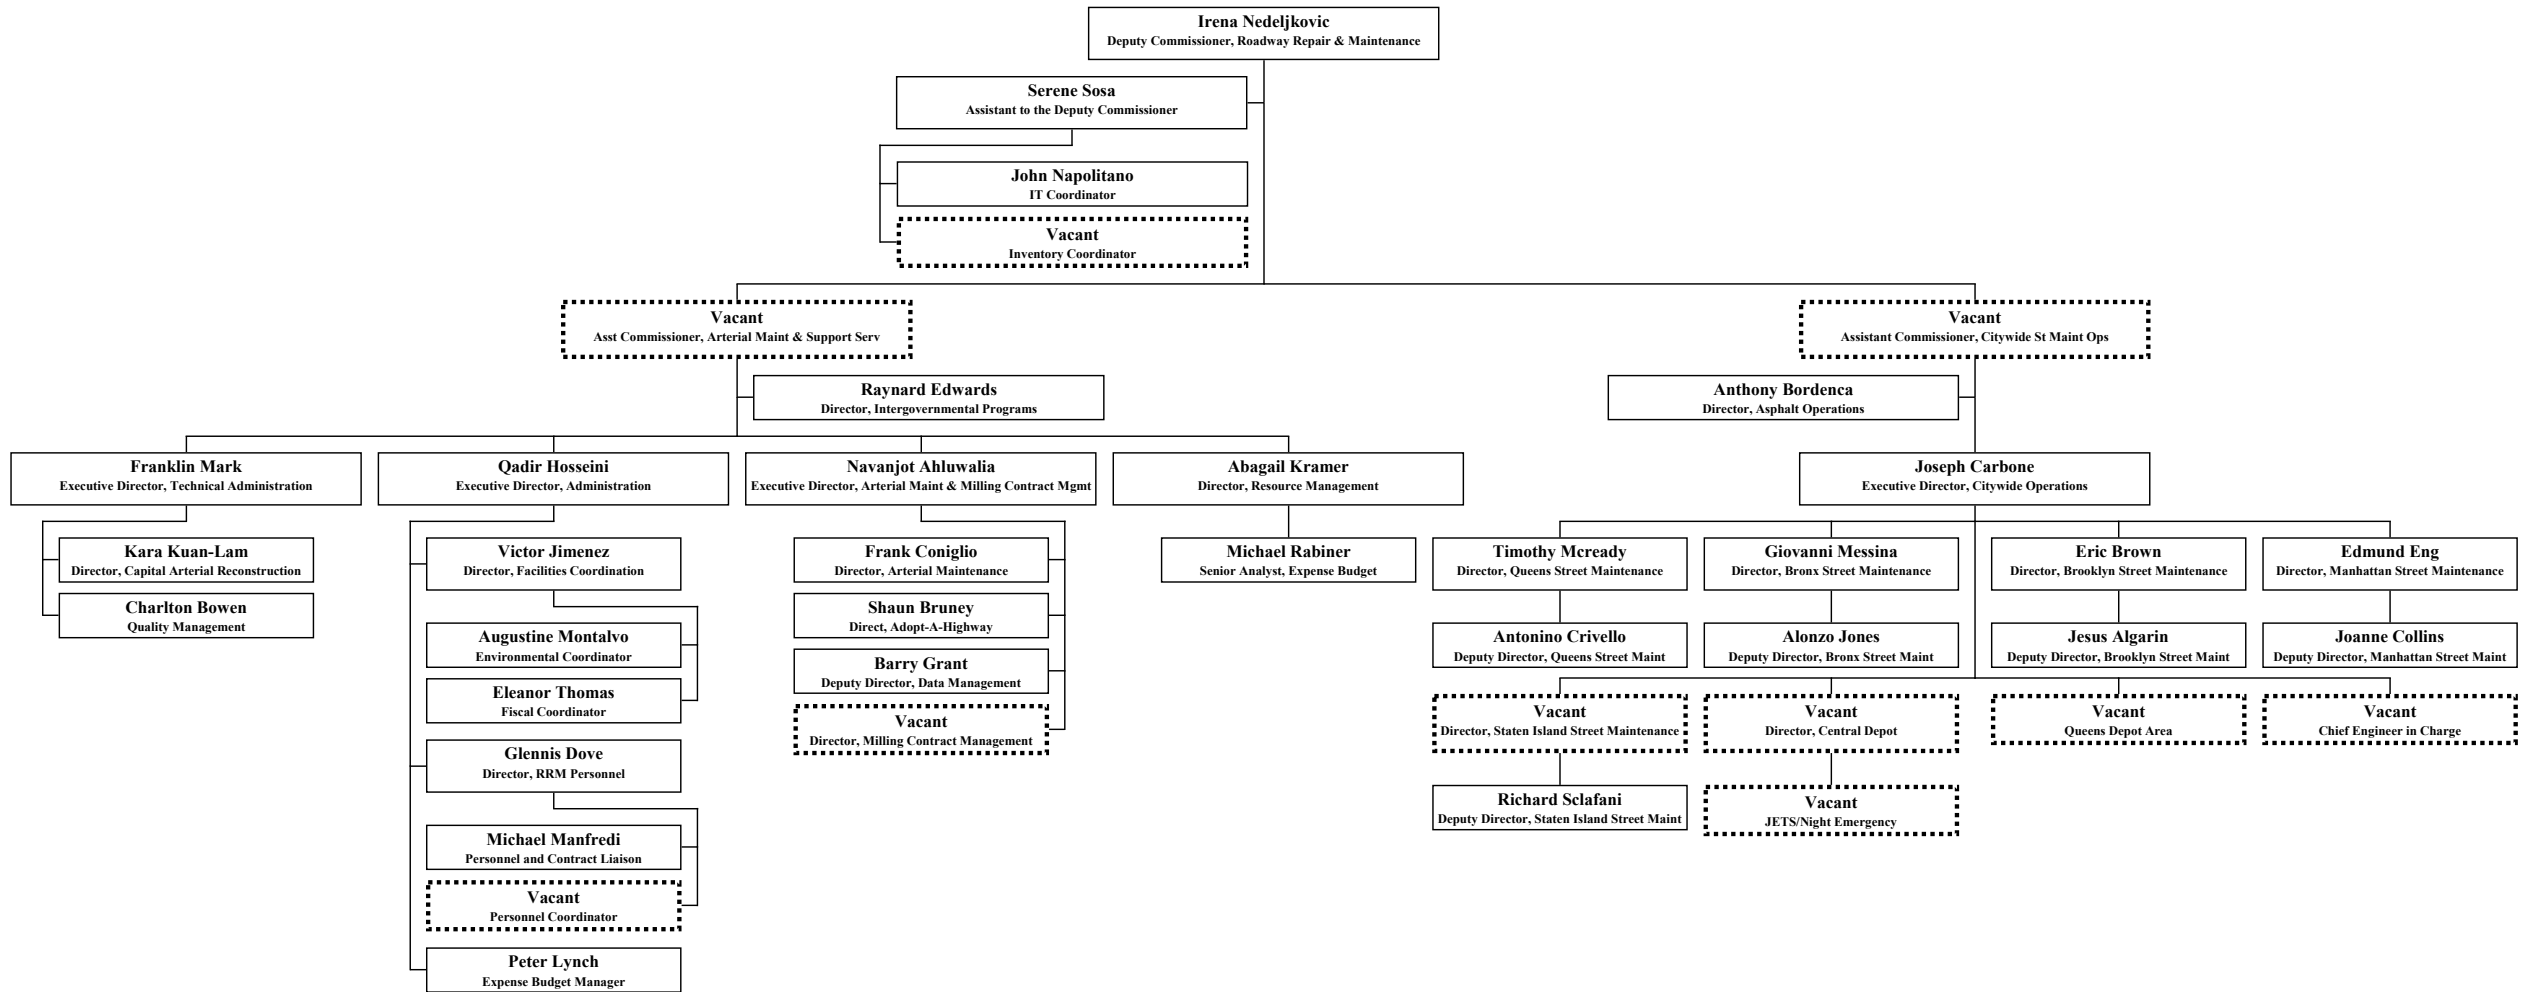 Irena Nedeljkovic
Deputy Commissioner, Roadway Repair & Maintenance
Serene Sosa
Assistant to the Deputy Commissioner
John Napolitano
IT Coordinator
Vacant
Inventory Coordinator
Vacant
Asst Commissioner, Arterial Maint & Support Serv
Raynard Edwards
Director, Intergovernmental Programs
Franklin Mark
Executive Director, Technical Administration
Kara Kuan-Lam
Director, Capital Arterial Reconstruction
Charlton Bowen
Quality Management
Qadir Hosseini
Executive Director, Administration
Victor Jimenez
Director, Facilities Coordination
Augustine Montalvo
Environmental Coordinator
Eleanor Thomas
Fiscal Coordinator
Glennis Dove
Director, RRM Personnel
Michael Manfredi
Personnel and Contract Liaison
Vacant
Personnel Coordinator
Peter Lynch
Expense Budget Manager
Navanjot Ahluwalia
Executive Director, Arterial Maint & Milling Contract Mgmt
Frank Coniglio
Director, Arterial Maintenance
Shaun Bruney
Direct, Adopt-A-Highway
Barry Grant
Deputy Director, Data Management
Vacant
Director, Milling Contract Management
Abagail Kramer
Director, Resource Management
Michael Rabiner
Senior Analyst, Expense Budget
Vacant
Assistant Commissioner, Citywide St Maint Ops
Anthony Bordenca
Director, Asphalt Operations
Joseph Carbone
Executive Director, Citywide Operations
Timothy Mcready
Director, Queens Street Maintenance
Antonino Crivello
Deputy Director, Queens Street Maint
Giovanni Messina
Director, Bronx Street Maintenance
Alonzo Jones
Deputy Director, Bronx Street Maint
Eric Brown
Director, Brooklyn Street Maintenance
Jesus Algarin
Deputy Director, Brooklyn Street Maint
Edmund Eng
Director, Manhattan Street Maintenance
Joanne Collins
Deputy Director, Manhattan Street Maint
Vacant
Director, Staten Island Street Maintenance
Richard Sclafani
Deputy Director, Staten Island Street Maint
Vacant
Director, Central Depot
Vacant
JETS/Night Emergency
Vacant
Queens Depot Area
Vacant
Chief Engineer in Charge